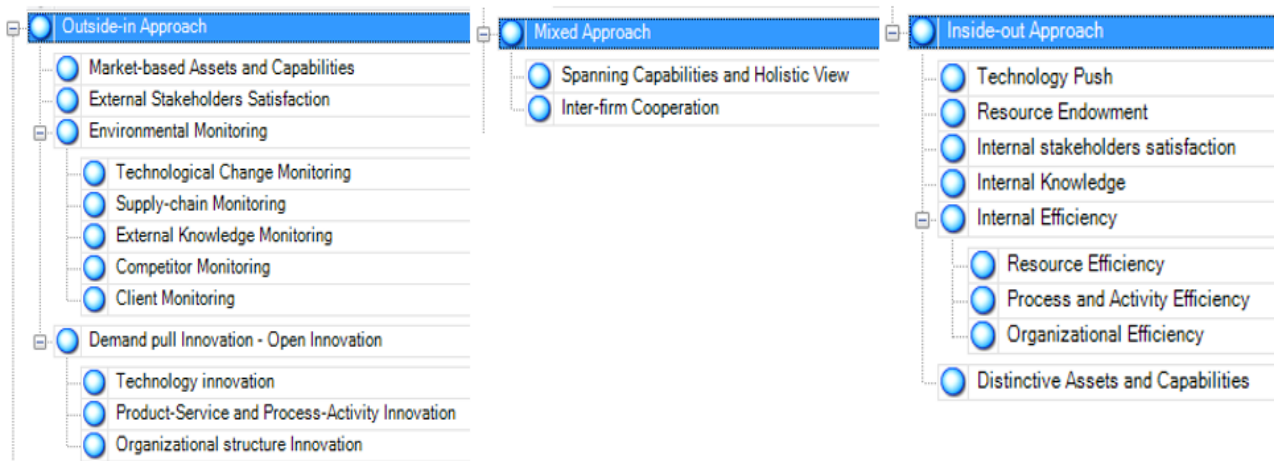 Outside-in Approach
Market-based Assets and Capabilities
External Stakeholders Satisfaction
Environmental Monitoring
Technological Change Monitoring
Supply-chain Monitoring
External Knowledge Monitoring
Competitor Monitoring
Client Monitoring
Demand pull Innovation - Open Innovation
Technology innovation
Product-Service and Process-Activity Innovation
Organizational structure Innovation
Mixed Approach
Spanning Capabilities and Holistic View
Inter-firm Cooperation
Inside-out Approach
Technology Push
Resource Endowment
Internal stakeholders satisfaction
Internal Knowledge
Internal Efficiency
Resource Efficiency
Process and Activity Efficiency
Organizational Efficiency
Distinctive Assets and Capabilities